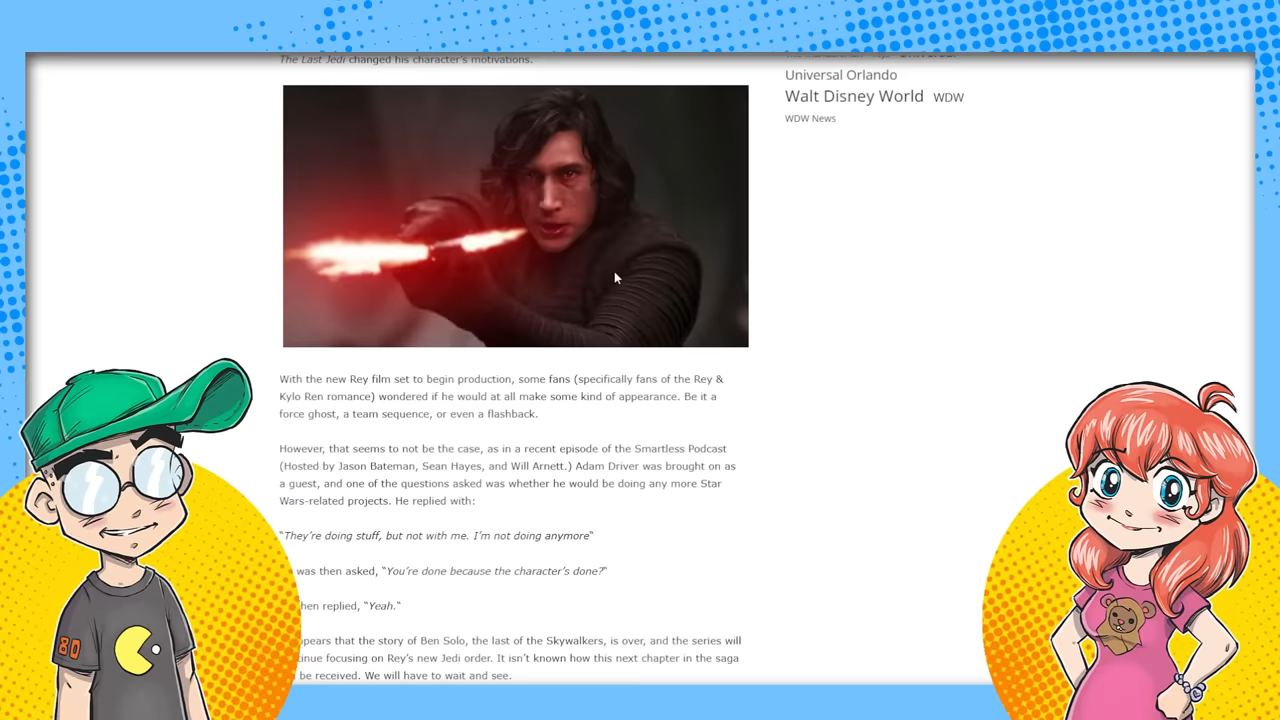 The Last Jedi changed his character's motivations.
Universal Orlando
Walt Disney World WDW
WDW News
With the new Rey film set to begin production, some fans (specifically fans of the Rey &
Kylo Ren romance) wondered if he would at all make some kind of appearance. Be it a
force ghost, a team sequence, or even a flashback.
However, that seems to not be the case, as in a recent episode of the Smartless Podcast
(Hosted by Jason Bateman, Sean Hayes, and Will Arnett.) Adam Driver was brought on as
a guest, and one of the questions asked was whether he would be doing any more Star
Wars-related projects. He replied with:
"They're doing stuff, but not with me. I'm not doing anymore"
was then asked, "You're done because the character's done?"
then replied, "Yeah."
ppears that the story of Ben Solo, the last of the Skywalkers, is over, and the series will
tinue focusing on Rey's new Jedi order. It isn't known how this next chapter in the saga
be received. We will have to wait and see.
80